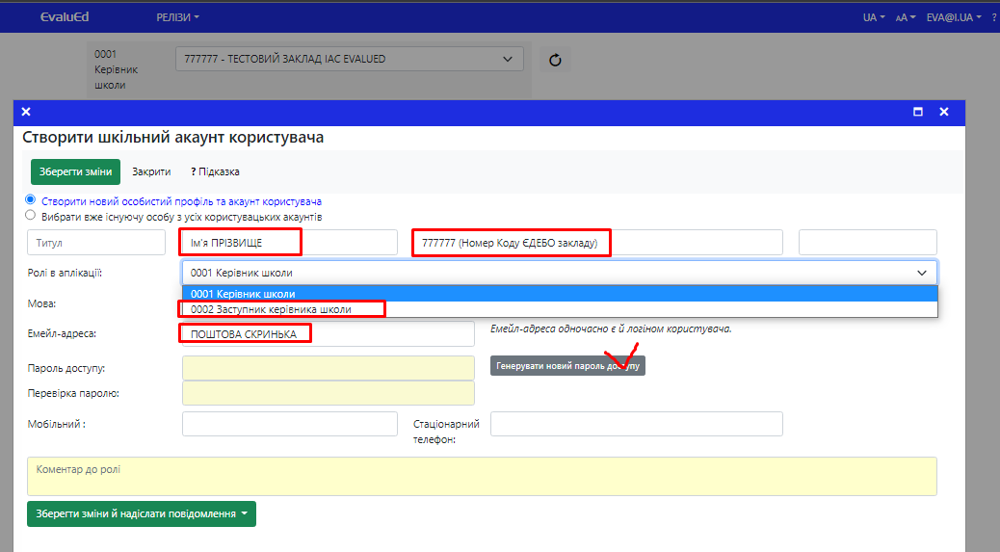 EvaluEd РЕЛІЗИ UA AA EVA@I.UA ?
0001 Керівник школи 777777 - ТЕСТОВИЙ ЗАКЛАД ІАС EVALUED
Створити шкільний акаунт користувача
Зберегти зміни Закрити ? Підказка
Створити новий особистий профіль та акаунт користувача
Вибрати вже існуючу особу з усіх користувацьких акаунтів
Титул Ім'я ПРІЗВИЩЕ 777777 (Номер Коду ЄДЕБО закладу)
Ролі в аплікації: 0001 Керівник школи
0001 Керівник школи
Мова: 0002 Заступник керівника школи
Емейл-адреса: ПОШТОВА СКРИНЬКА Емейл-адреса одночасно є й логіном користувача.
Пароль доступу: Генерувати новий пароль доступу
Перевірка паролю:
Мобільний : Стаціонарний телефон:
Коментар до ролі
Зберегти зміни й надіслати повідомлення